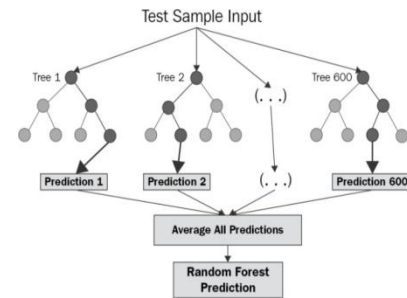 Test Sample Input
Tree 1
Tree 2
(. . .)
Tree 600
Prediction 1
Prediction 2
(. . .)
Prediction 600
Average All Predictions
Random Forest
Prediction